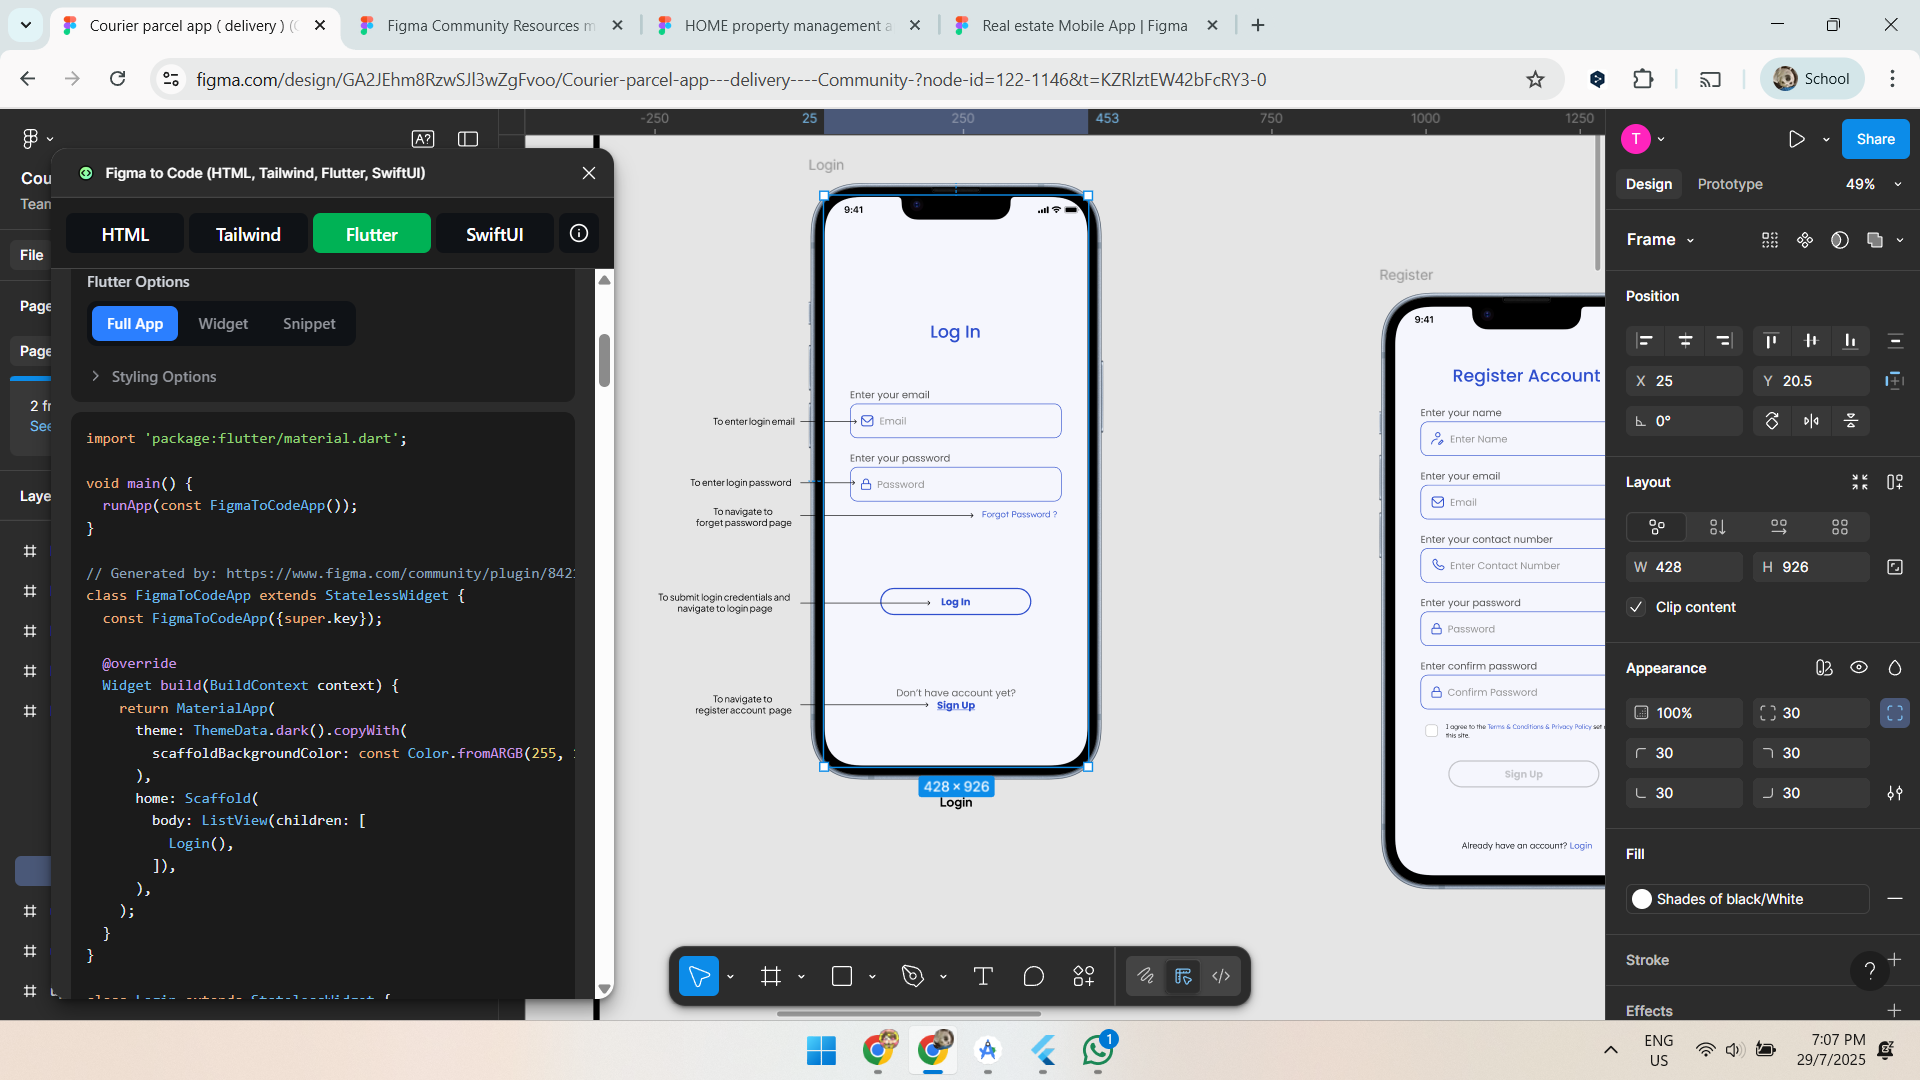 Courier parcel app ( delivery ) (
Figma Community Resources
HOME property management
Real estate Mobile App | Figma
figma.com/design/GA2JEhm8RzwSJl3wZgFvoo/Courier-parcel-app---delivery----Community-?node-id=122-1146&t=KZRlztEW42bFcRY3-0
School
-250
25
250
453
750
1000
1250
A?
Cou
Team
File
Page
Page
2 fr
See
Laye
Figma to Code (HTML, Tailwind, Flutter, SwiftUI)
HTML
Tailwind
Flutter
SwiftUI
Flutter Options
Full App
Widget
Snippet
Styling Options
import 'package:flutter/material.dart';
void main() {
runApp(const FigmaToCodeApp());
}
// Generated by: https://www.figma.com/community/plugin/842
class FigmaToCodeApp extends StatelessWidget {
const FigmaToCodeApp({super.key});
@override
Widget build(BuildContext context) {
return MaterialApp(
theme: ThemeData.dark().copyWith(
scaffoldBackgroundColor: const Color.fromARGB(255,
),
home: Scaffold(
body: ListView(children: [
Login(),
]),
),
);
}
}
class Login extends StatelessWidget {
Login
9:41
Log In
Enter your email
To enter login email
Email
Enter your password
To enter login password
Password
To navigate to
forget password page
Forgot Password ?
To submit login credentials and
navigate to login page
Log In
Don't have account yet?
To navigate to
register account page
Sign Up
428 × 926
Login
Register
9:41
Register Account
Enter your name
Enter Name
Enter your email
Email
Enter your contact number
Enter Contact Number
Enter your password
Password
Enter confirm password
Confirm Password
I agree to the Terms & Conditions & Privacy Policy set
this site.
Sign Up
Already have an account? Login
T
Share
Design
Prototype
49%
Frame
Position
X 25
Y 20.5
0°
Layout
W 428
H 926
Clip content
Appearance
100%
30
30
30
30
30
Fill
Shades of black/White
Stroke
?
Effects
1
ENG
US
7:07 PM
29/7/2025